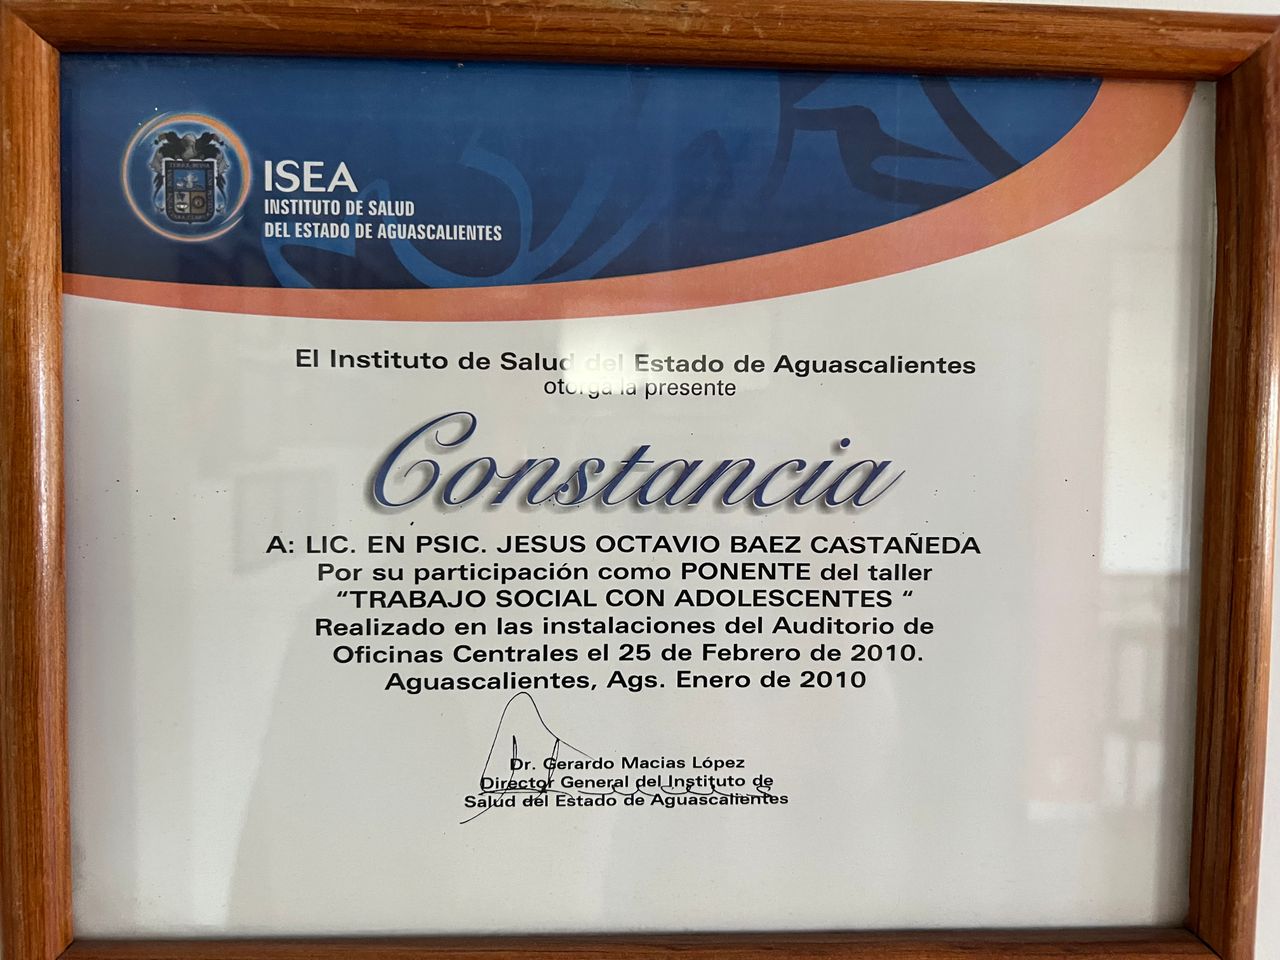 ISEA
INSTITUTO DE SALUD
DEL ESTADO DE AGUASCALIENTES
El Instituto de Salud del Estado de Aguascalientes
otorga la presente
Constancia
A: LIC. EN PSIC. JESUS OCTAVIO BAEZ CASTAÑEDA
Por su participación como PONENTE del taller
“TRABAJO SOCIAL CON ADOLESCENTES “
Realizado en las instalaciones del Auditorio de
Oficinas Centrales el 25 de Febrero de 2010.
Aguascalientes, Ags. Enero de 2010
Dr. Gerardo Macias López
Director General del Instituto de
Salud del Estado de Aguascalientes